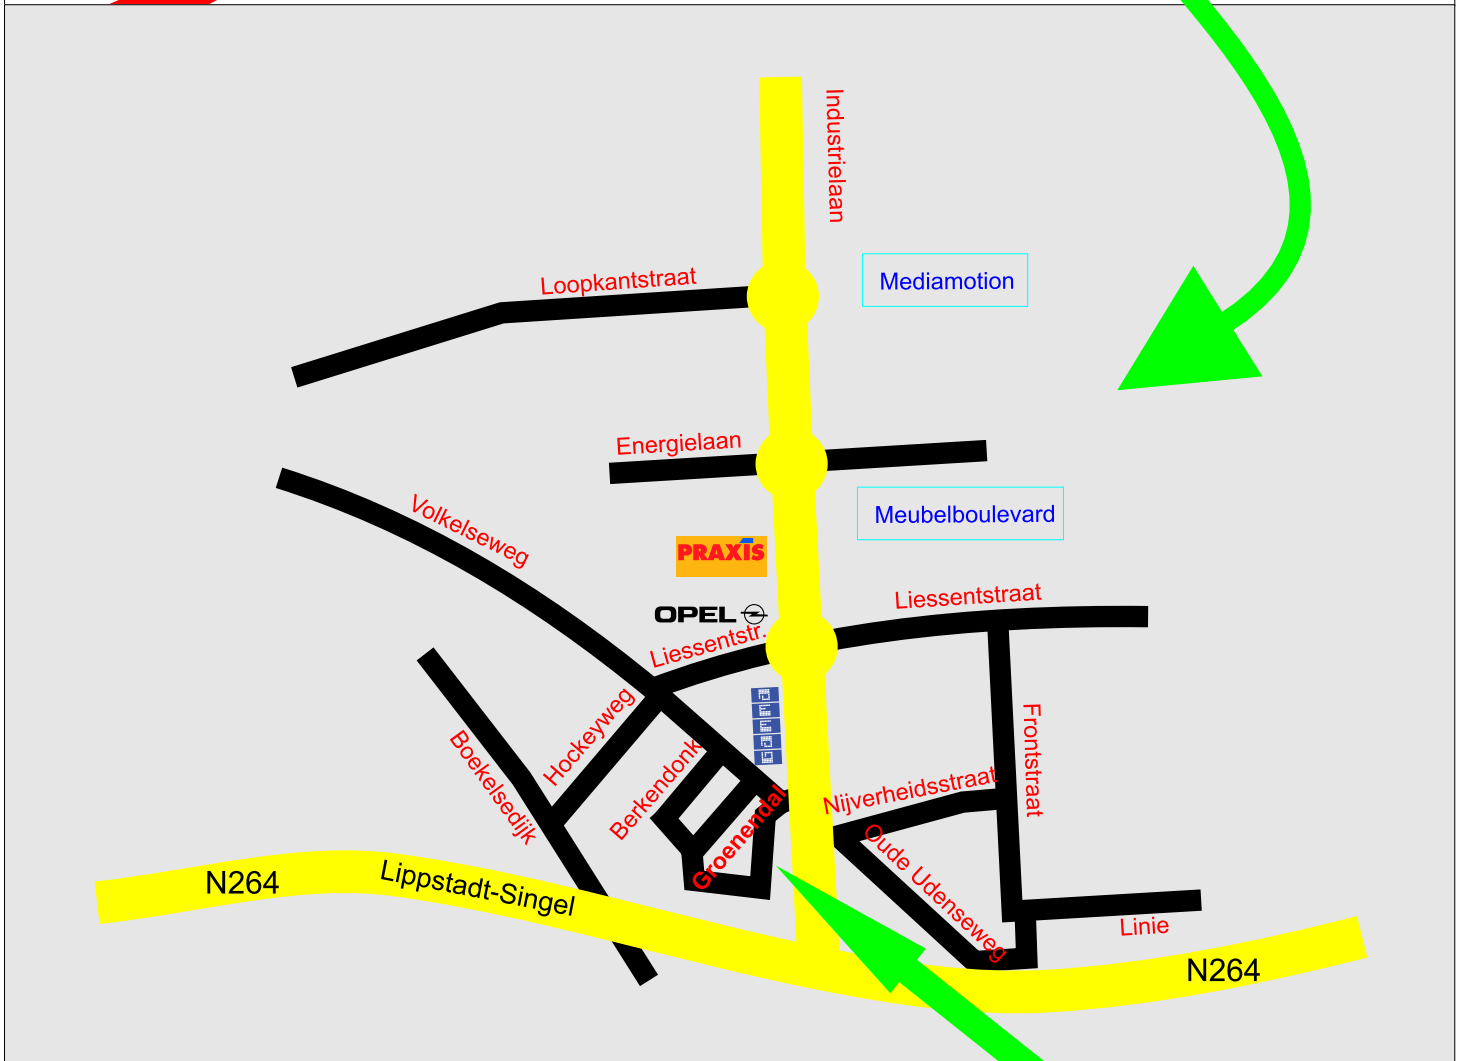 Industrielaan
Loopkantstraat
Mediamotion
Energielaan
Volkelseweg
Meubelboulevard
PRAXIS
OPEL
Liessentstraat
Liessentstr.
Hockeyweg
Frontstraat
Boekelsedijk
Berkendonk
Nijverheidsstraat
Groenendal
Oude Udenseweg
N264
Lippstadt-Singel
Linie
N264